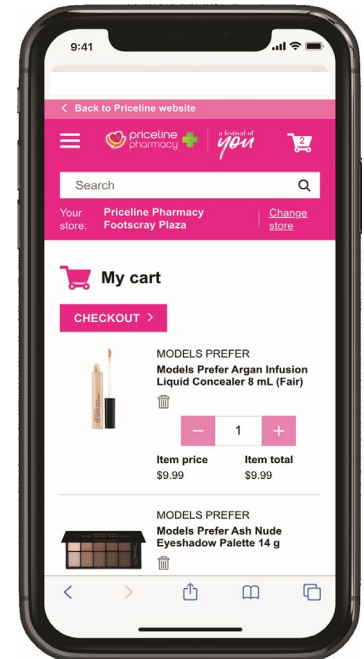 9:41
Back to Priceline website
priceline pharmacy
a festival of you
2
Search
Your store: Priceline Pharmacy Footscray Plaza
Change store
My cart
CHECKOUT >
MODELS PREFER
Models Prefer Argan Infusion
Liquid Concealer 8 mL (Fair)
− 1 +
Item price Item total
$9.99 $9.99
MODELS PREFER
Models Prefer Ash Nude
Eyeshadow Palette 14 g